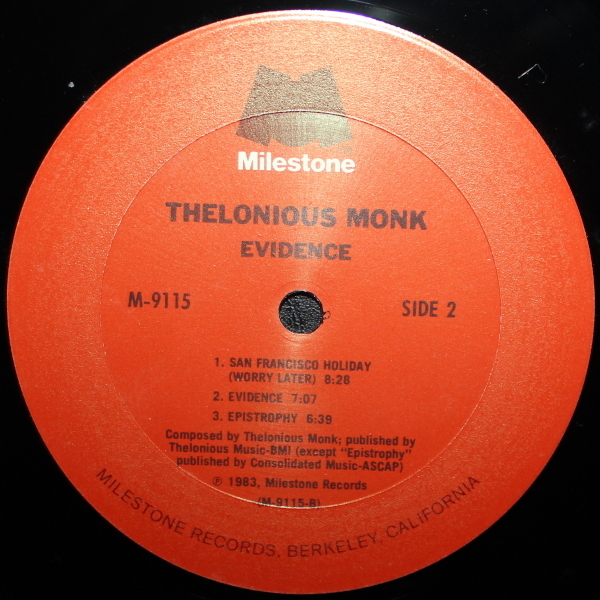 Milestone
THELONIOUS MONK
EVIDENCE
M-9115
SIDE 2
1. SAN FRANCISCO HOLIDAY
(WORRY LATER) 8:28
2. EVIDENCE 7:07
3. EPISTROPHY 6:39
Composed by Thelonious Monk; published by
Thelonious Music-BMI (except "Epistrophy"
published by Consolidated Music-ASCAP)
℗ 1983, Milestone Records
(M-9115-B)
MILESTONE RECORDS, BERKELEY, CALIFORNIA